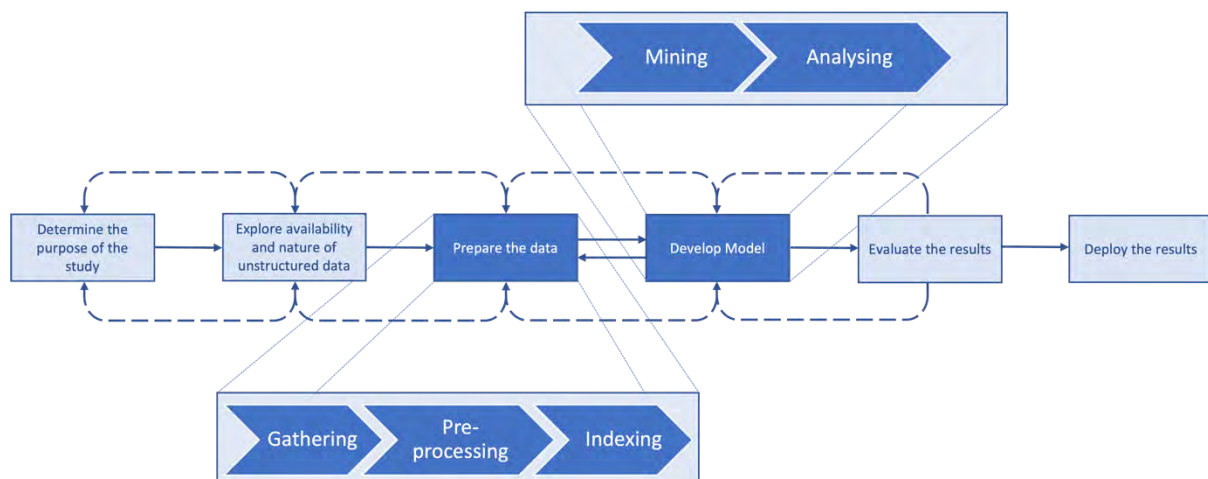 Mining
Analysing
Determine the
purpose of the
study
Explore availability
and nature of
unstructured data
Prepare the data
Develop Model
Evaluate the results
Deploy the results
Gathering
Pre-
processing
Indexing